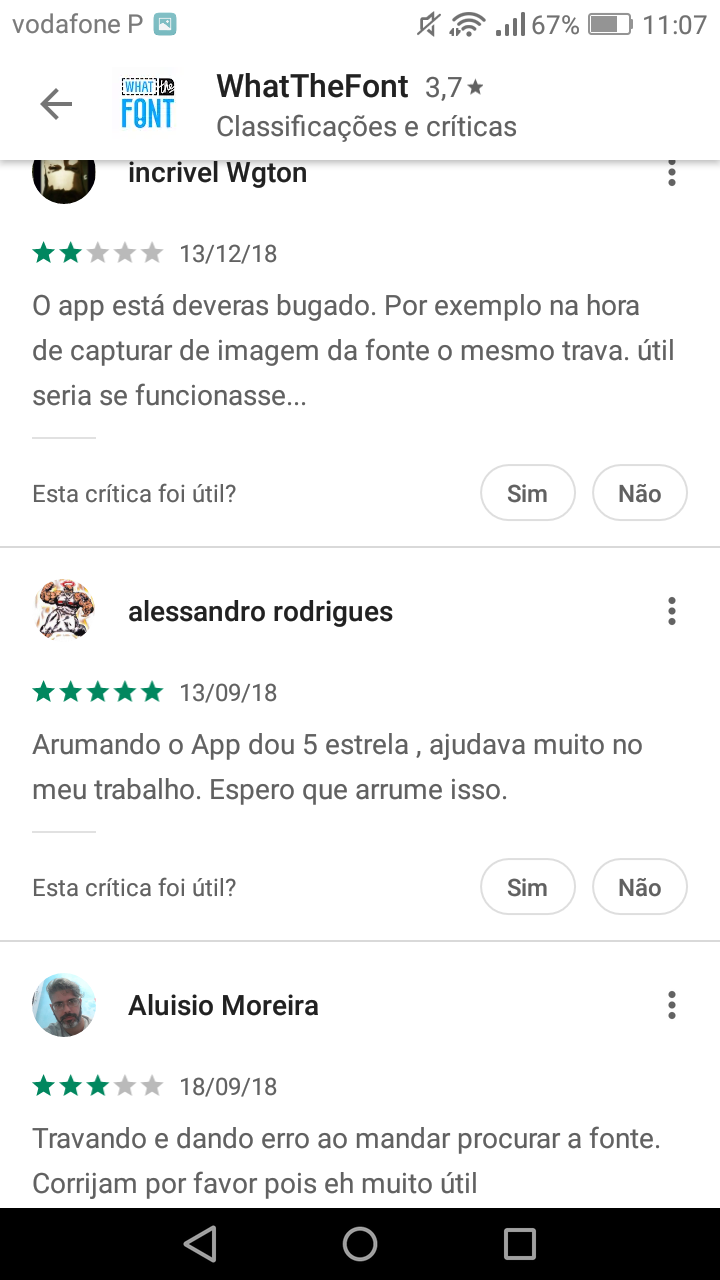 vodafone P 67% 11:07
WHAT the
FONT
WhatTheFont 3,7★
Classificações e críticas
incrivel Wgton
13/12/18
O app está deveras bugado. Por exemplo na hora
de capturar de imagem da fonte o mesmo trava. útil
seria se funcionasse...
Esta crítica foi útil? Sim Não
alessandro rodrigues
13/09/18
Arumando o App dou 5 estrela , ajudava muito no
meu trabalho. Espero que arrume isso.
Esta crítica foi útil? Sim Não
Aluisio Moreira
18/09/18
Travando e dando erro ao mandar procurar a fonte.
Corrijam por favor pois eh muito útil